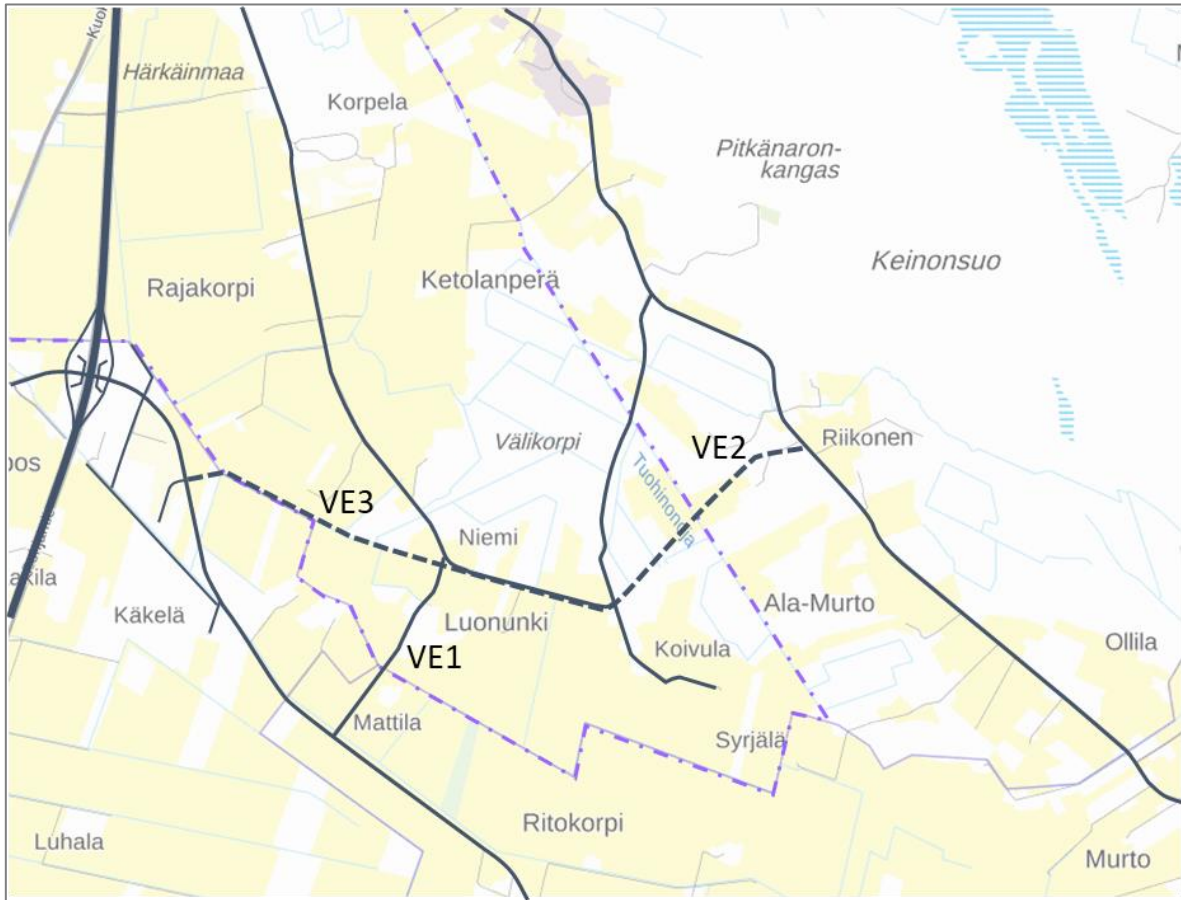 Härkäinmaa
Korpela
Pitkänaron-
kangas
Keinonsuo
Rajakorpi
Ketolanperä
Välikorpi
VE2
Riikonen
VE3
Niemi
Käkelä
Luonunki
Ala-Murto
VE1
Koivula
Ollila
Mattila
Syrjälä
Ritokorpi
Luhala
Murto